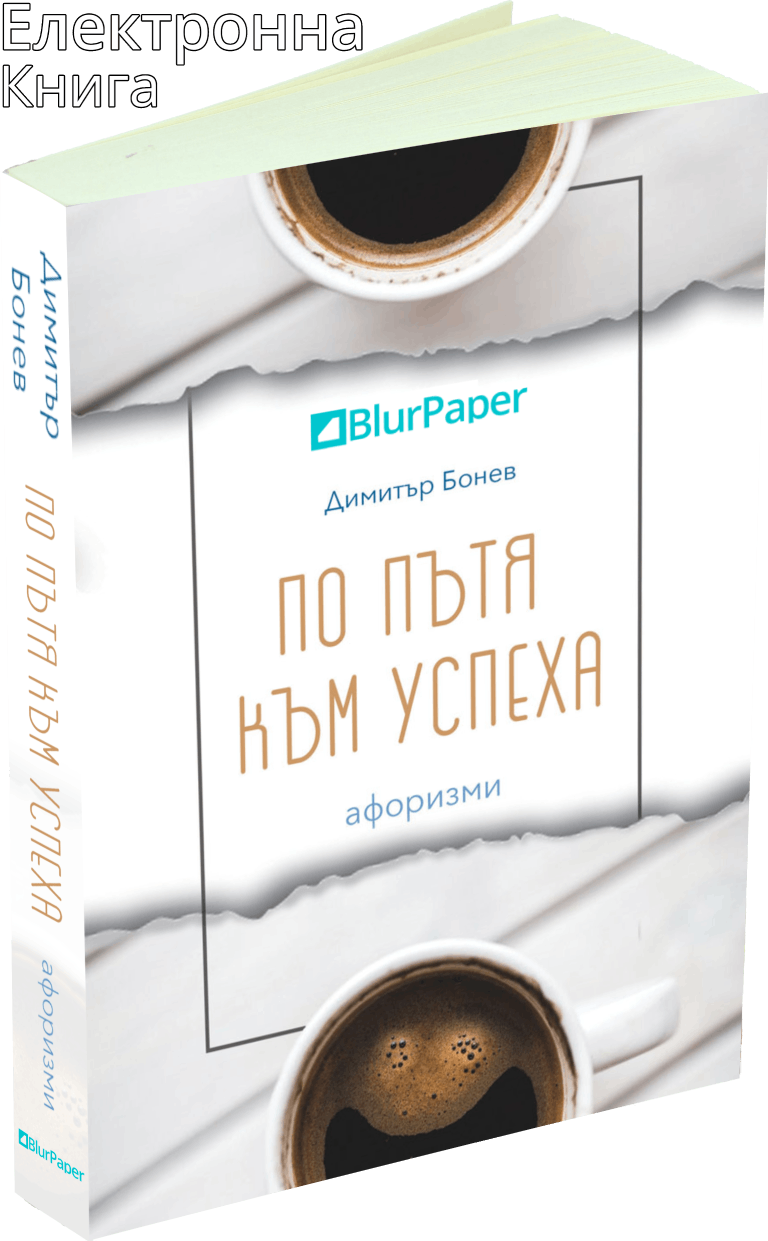 Електронна
Книга
BlurPaper
Димитър Бонев
ПО ПЪТЯ
КЪМ УСПЕХА
афоризми
Димитър
Бонев
ПО ПЪТЯ КЪМ УСПЕХА
афоризми
BlurPaper